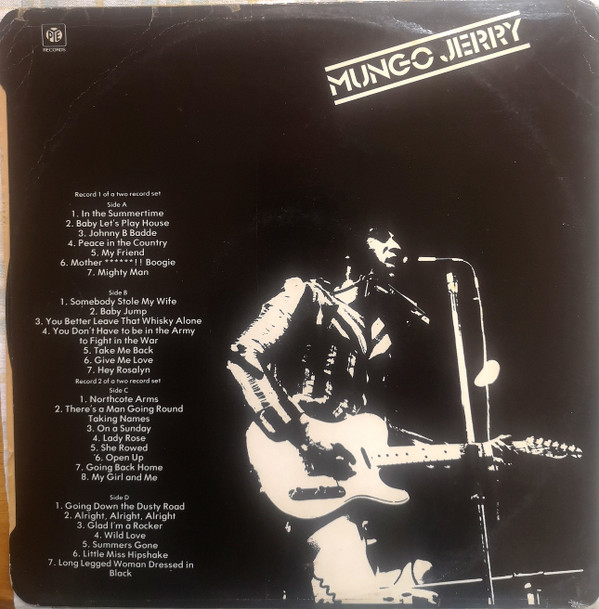 PYE
RECORDS
MUNGO JERRY
Record 1 of a two record set
Side A
1. In the Summertime
2. Baby Let's Play House
3. Johnny B Badde
4. Peace in the Country
5. My Friend
6. Mother ******!! Boogie
7. Mighty Man
Side B
1. Somebody Stole My Wife
2. Baby Jump
3. You Better Leave That Whisky Alone
4. You Don't Have to be in the Army
to Fight in the War
5. Take Me Back
6. Give Me Love
7. Hey Rosalyn
Record 2 of a two record set
Side C
1. Northcote Arms
2. There's a Man Going Round
Taking Names
3. On a Sunday
4. Lady Rose
5. She Rowed
6. Open Up
7. Going Back Home
8. My Girl and Me
Side D
1. Going Down the Dusty Road
2. Alright, Alright, Alright
3. Glad I'm a Rocker
4. Wild Love
5. Summers Gone
6. Little Miss Hipshake
7. Long Legged Woman Dressed in
Black